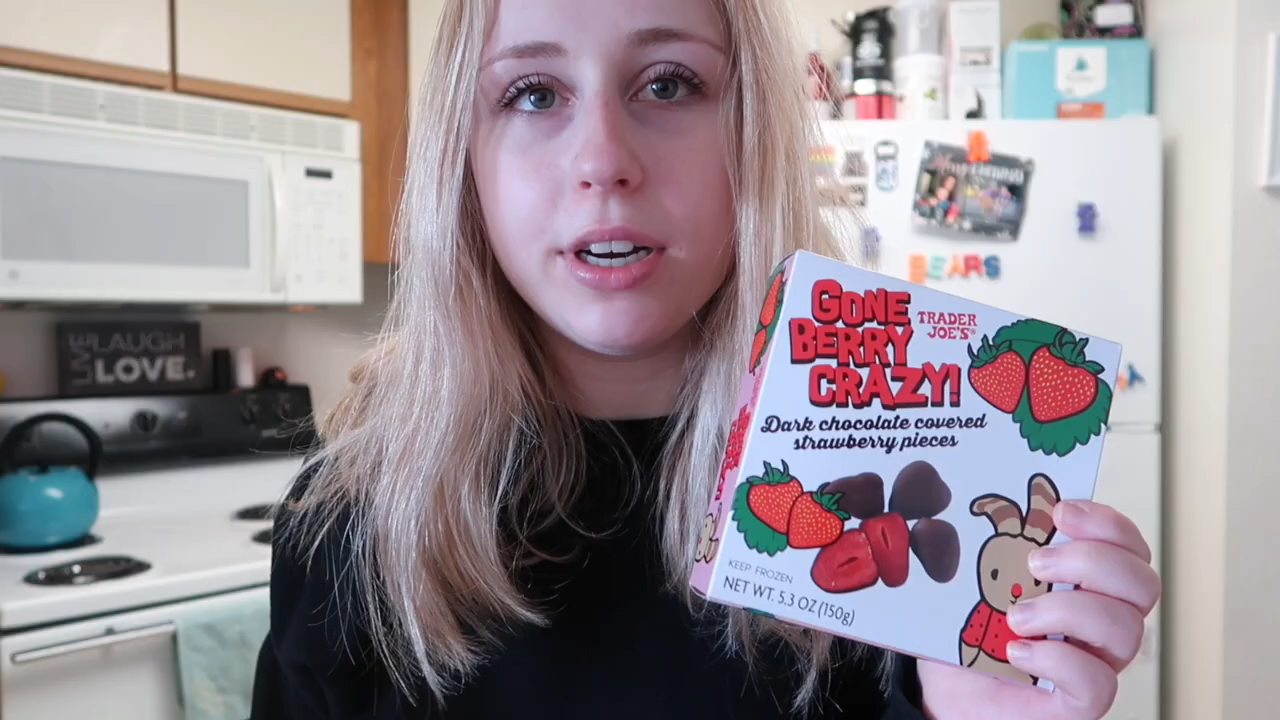 LIVE
LAUGH
LOVE.
BEARS
GONE
BERRY
CRAZY!
TRADER
JOE'S
Dark chocolate covered
strawberry pieces
KEEP FROZEN
NET WT. 5.3 OZ (150g)